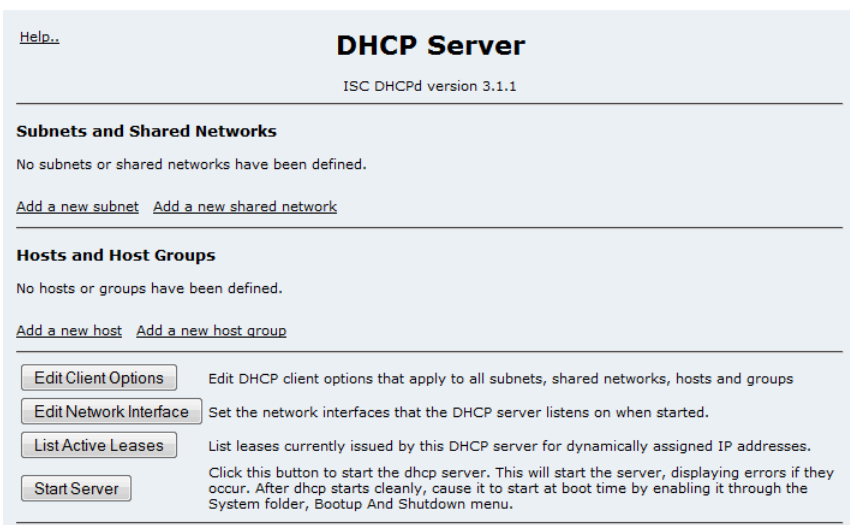 Help..
DHCP Server
ISC DHCPd version 3.1.1
Subnets and Shared Networks
No subnets or shared networks have been defined.
Add a new subnet Add a new shared network
Hosts and Host Groups
No hosts or groups have been defined.
Add a new host Add a new host group
Edit Client Options Edit DHCP client options that apply to all subnets, shared networks, hosts and groups
Edit Network Interface Set the network interfaces that the DHCP server listens on when started.
List Active Leases List leases currently issued by this DHCP server for dynamically assigned IP addresses.
Start Server Click this button to start the dhcp server. This will start the server, displaying errors if they
occur. After dhcp starts cleanly, cause it to start at boot time by enabling it through the
System folder, Bootup And Shutdown menu.